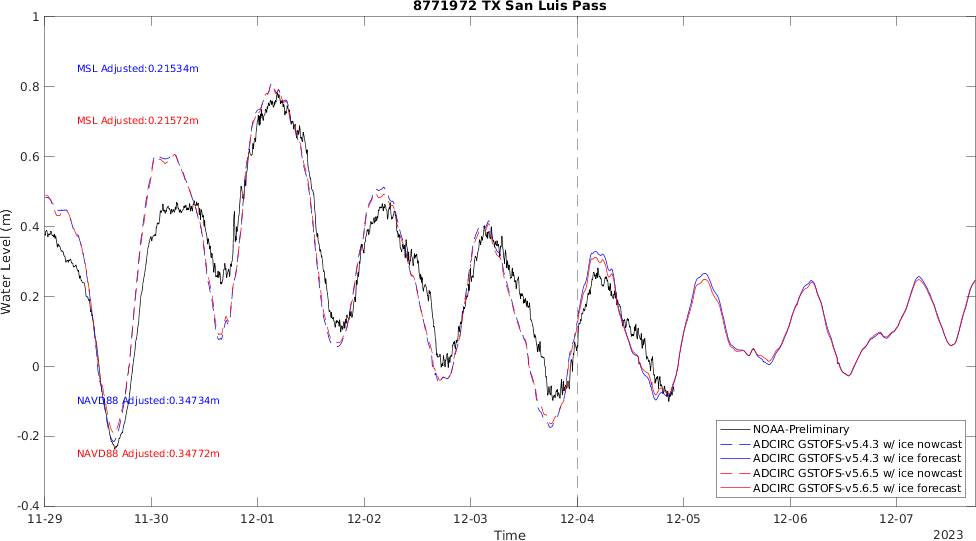 8771972 TX San Luis Pass
1
0.8
0.6
0.4
0.2
0
-0.2
-0.4
Water Level (m)
MSL Adjusted:0.21534m
MSL Adjusted:0.21572m
NAVD88 Adjusted:0.34734m
NAVD88 Adjusted:0.34772m
NOAA-Preliminary
ADCIRC GSTOFS-v5.4.3 w/ ice nowcast
ADCIRC GSTOFS-v5.4.3 w/ ice forecast
ADCIRC GSTOFS-v5.6.5 w/ ice nowcast
ADCIRC GSTOFS-v5.6.5 w/ ice forecast
11-29 11-30 12-01 12-02 12-03 12-04 12-05 12-06 12-07
Time
2023